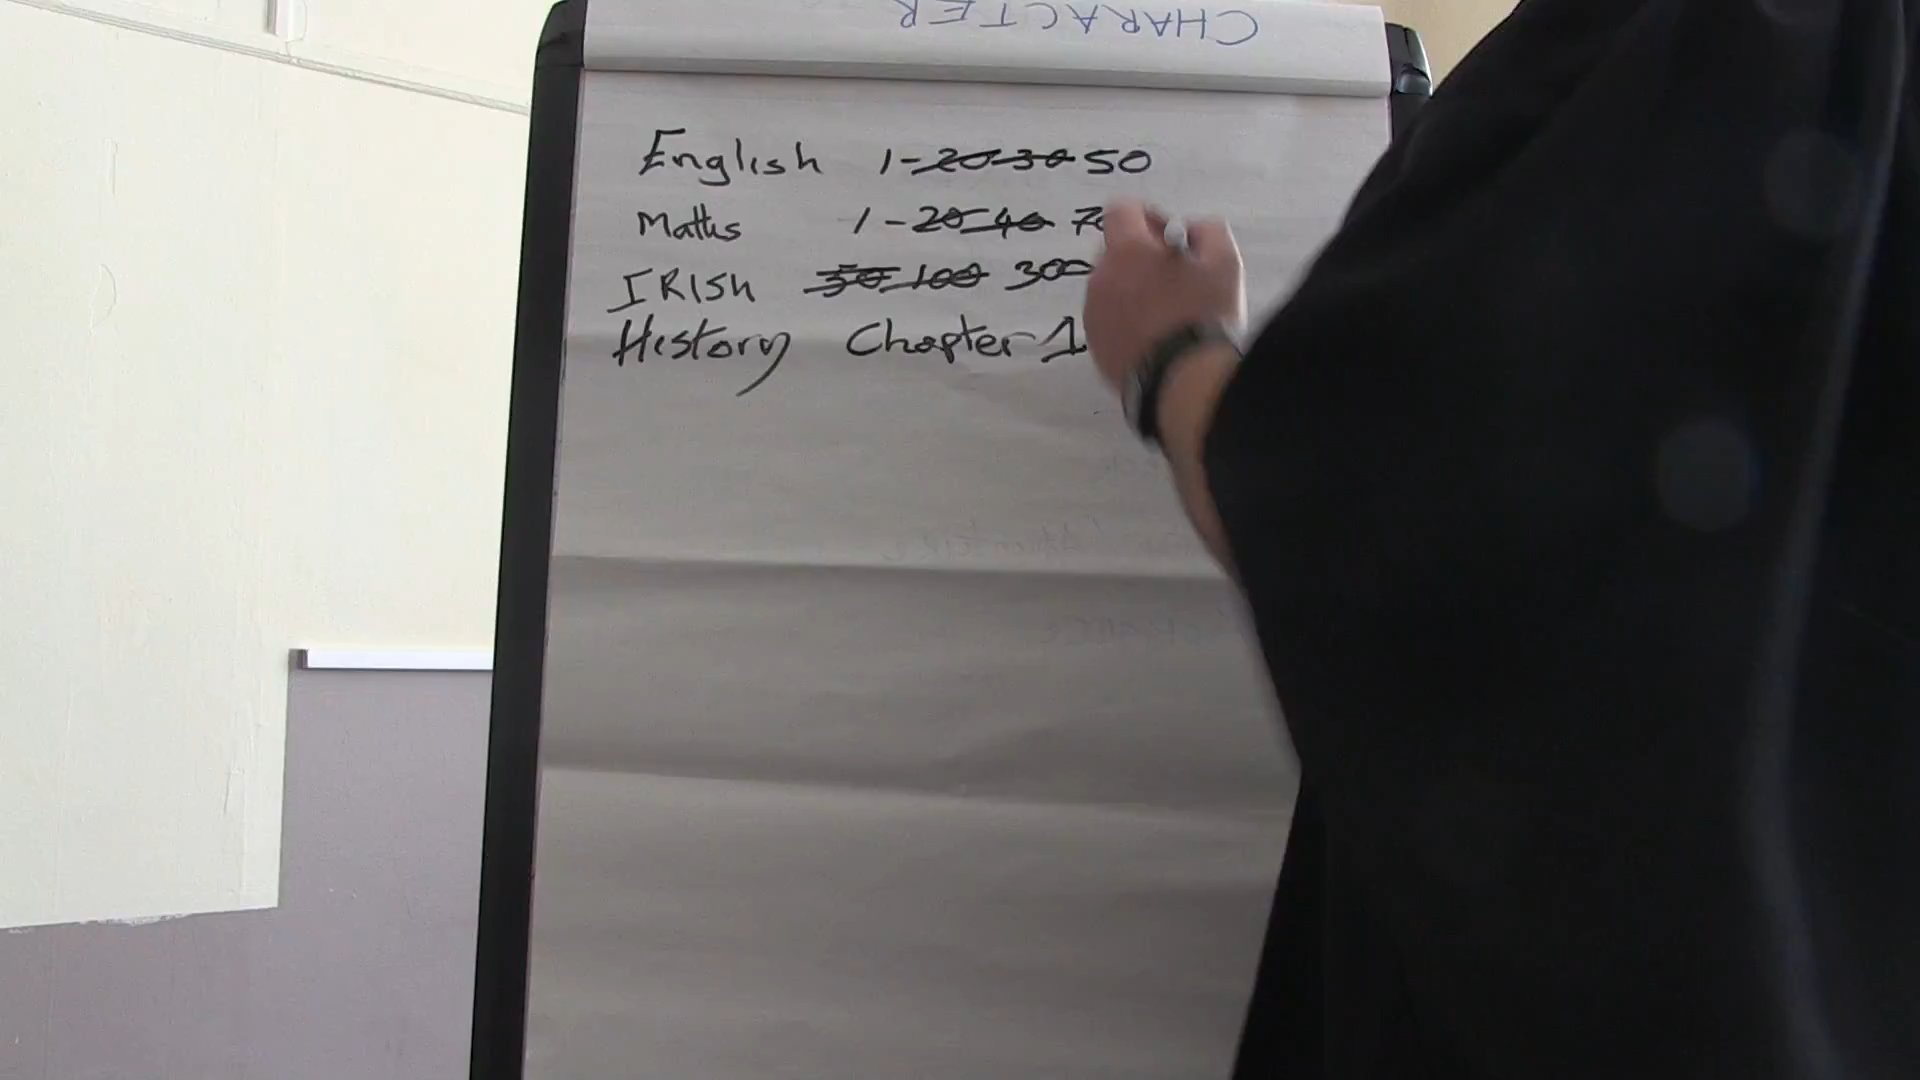 CHARACTER
English 1-20 30 50
Maths 1-20 40 70
IRISh 50 100 300
History Chapter 1